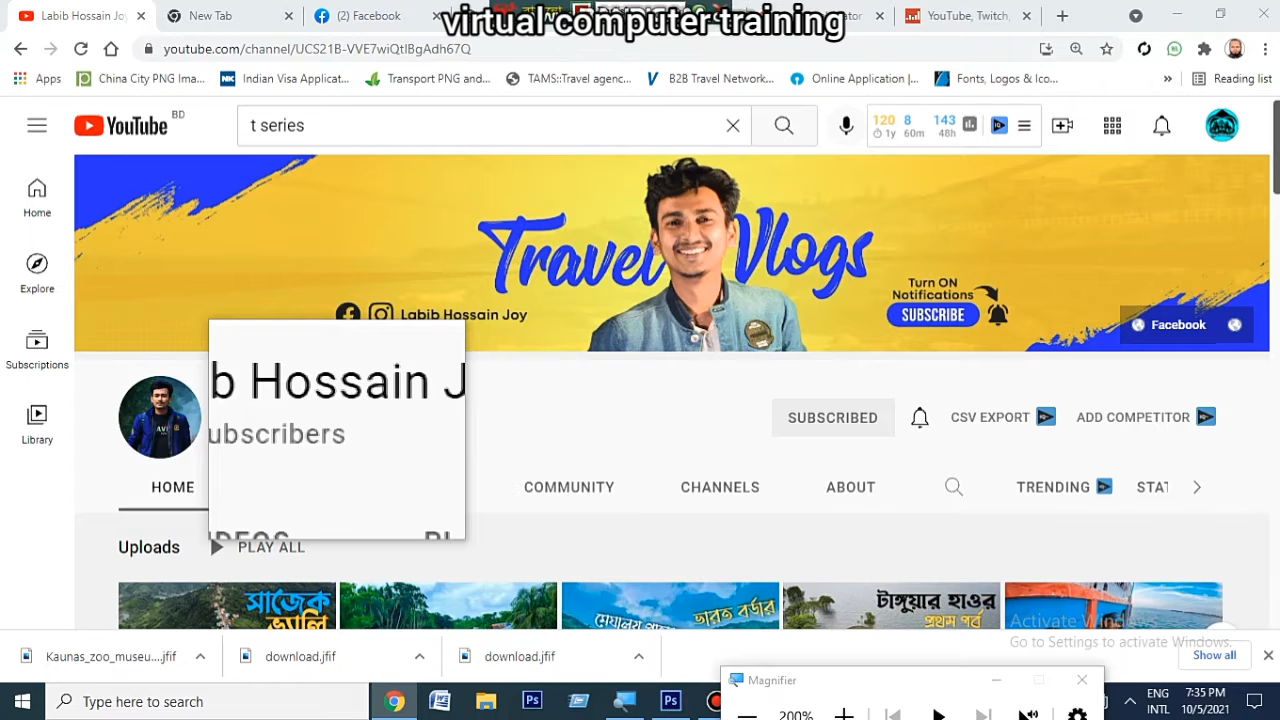 virtual computer training
Labib Hossain Jo
New Tab
(2) Facebook
YouTube, Twitch,
youtube.com/channel/UCS21B-VVE7wiQtlBgAdh67Q
Apps
China City PNG Ima...
Indian Visa Applicat...
Transport PNG and...
TAMS::Travel agenc...
B2B Travel Network...
Online Application |...
Fonts, Logos & Ico...
»
Reading list
YouTube BD
t series
120 8 143
1y 60m 48h
Home
Explore
Subscriptions
Library
Travel Vlogs
Labib Hossain Joy
Turn ON
Notifications
SUBSCRIBE
Facebook
b Hossain J
ubscribers
SUBSCRIBED
CSV EXPORT
ADD COMPETITOR
HOME
COMMUNITY
CHANNELS
ABOUT
TRENDING
STAT
Uploads
PLAY ALL
সাজেক
ভ্যালি
ভারত বর্ডার
টাঙ্গুয়ার হাওর
প্রথম পর্ব
Activate Windows
Go to Settings to activate Windows.
Kaunas_zoo_museu....jfif
download.jfif
download.jfif
Show all
Magnifier
200%
Type here to search
ENG
INTL
7:35 PM
10/5/2021